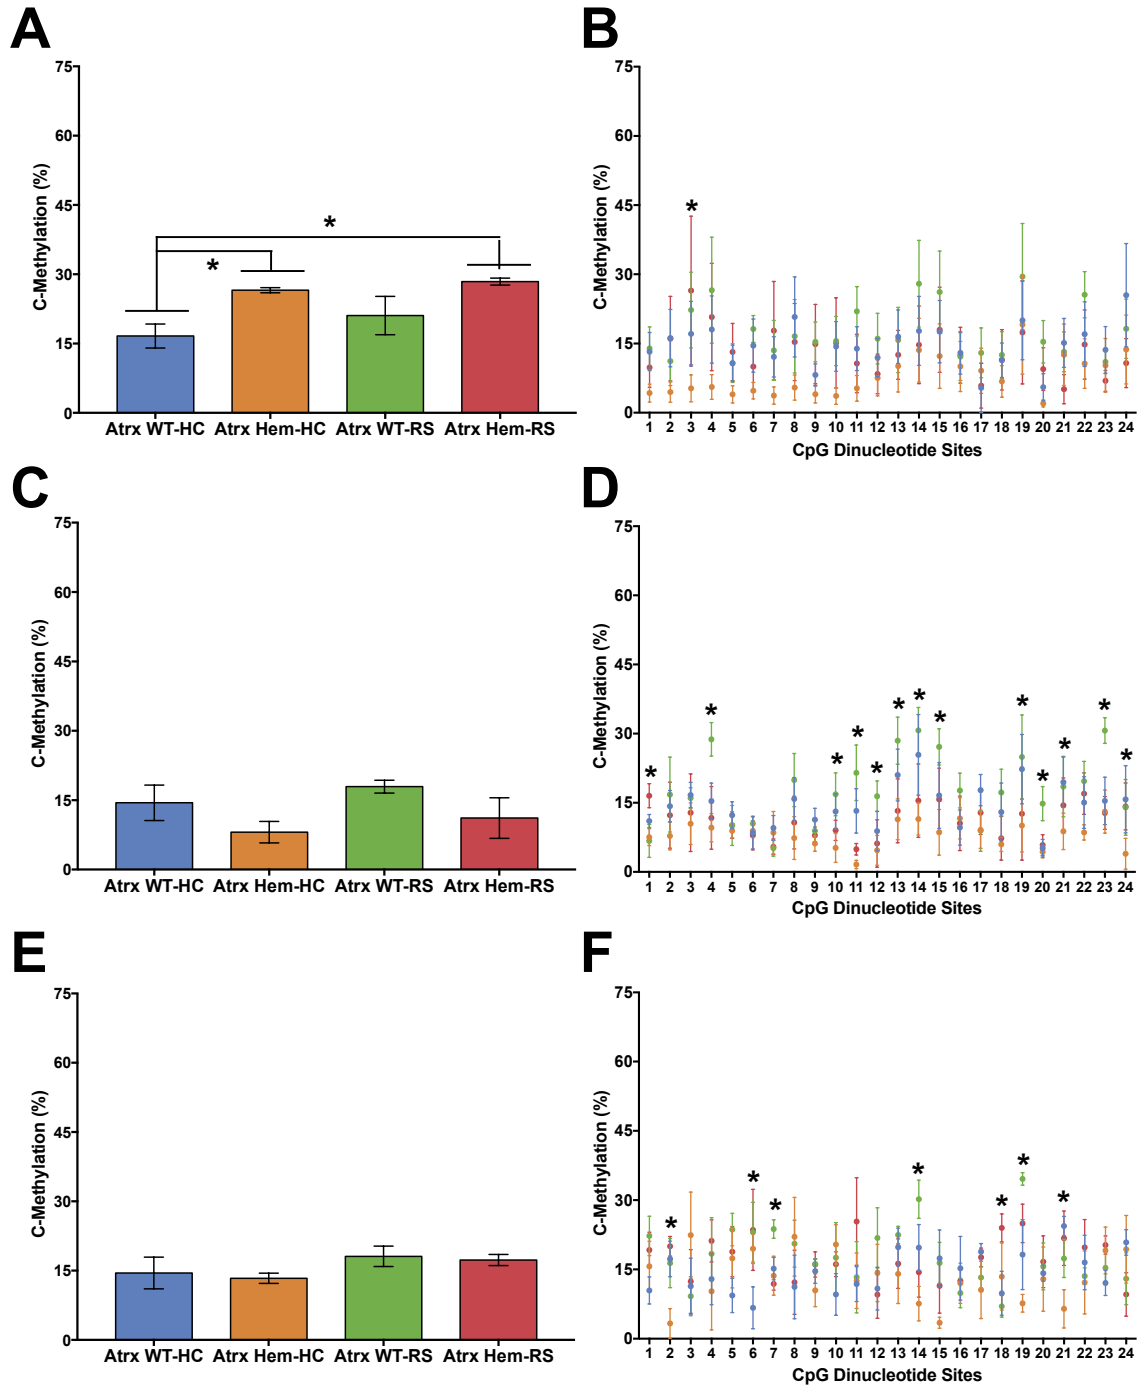 A
B
75
60
45
30
15
0
C-Methylation (%)
*
*
Atrx WT-HC Atrx Hem-HC Atrx WT-RS Atrx Hem-RS
75
60
45
30
15
0
C-Methylation (%)
*
1 2 3 4 5 6 7 8 9 10 11 12 13 14 15 16 17 18 19 20 21 22 23 24
CpG Dinucleotide Sites
C
D
75
60
45
30
15
0
C-Methylation (%)
Atrx WT-HC Atrx Hem-HC Atrx WT-RS Atrx Hem-RS
75
60
45
30
15
0
C-Methylation (%)
* * * * * * * * * * * * *
1 2 3 4 5 6 7 8 9 10 11 12 13 14 15 16 17 18 19 20 21 22 23 24
CpG Dinucleotide Sites
E
F
75
60
45
30
15
0
C-Methylation (%)
Atrx WT-HC Atrx Hem-HC Atrx WT-RS Atrx Hem-RS
75
60
45
30
15
0
C-Methylation (%)
* * * * * * *
1 2 3 4 5 6 7 8 9 10 11 12 13 14 15 16 17 18 19 20 21 22 23 24
CpG Dinucleotide Sites